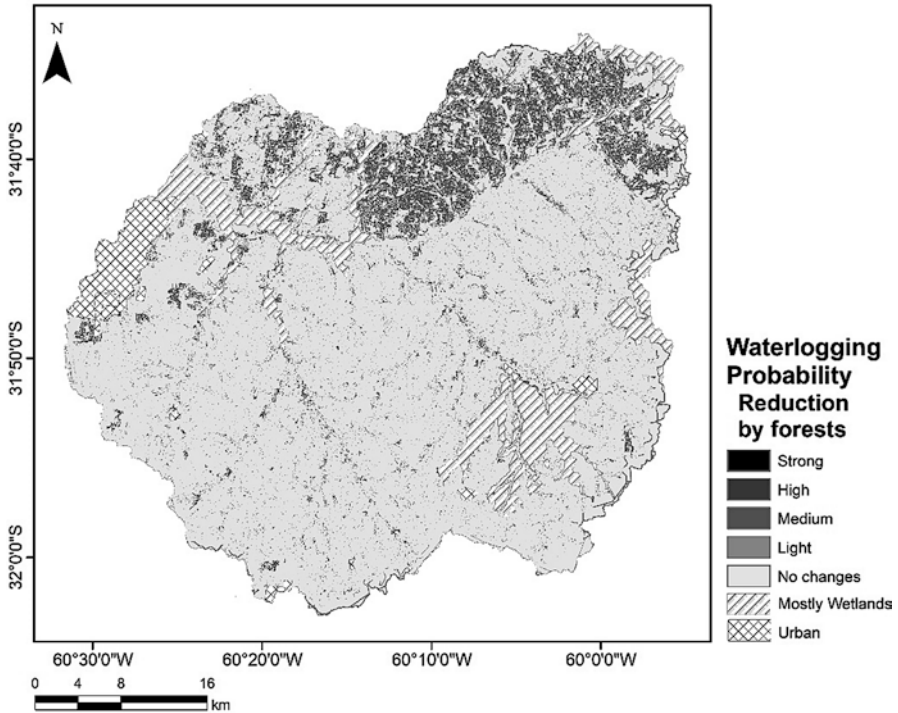 N
31°40'0"S
31°50'0"S
32°0'0"S
60°30'0"W
60°20'0"W
60°10'0"W
60°0'0"W
0 4 8 16
km
Waterlogging
Probability
Reduction
by forests
Strong
High
Medium
Light
No changes
Mostly Wetlands
Urban